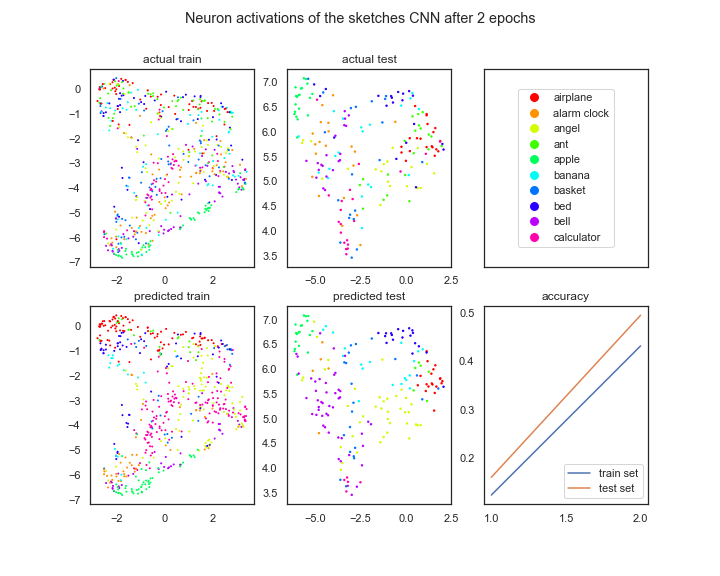 Neuron activations of the sketches CNN after 2 epochs
actual train
0
−1
−2
−3
−4
−5
−6
−7
−2
0
2
actual test
7.0
6.5
6.0
5.5
5.0
4.5
4.0
3.5
−5.0
−2.5
0.0
2.5
airplane
alarm clock
angel
ant
apple
banana
basket
bed
bell
calculator
predicted train
0
−1
−2
−3
−4
−5
−6
−7
−2
0
2
predicted test
7.0
6.5
6.0
5.5
5.0
4.5
4.0
3.5
−5.0
−2.5
0.0
2.5
accuracy
0.5
0.4
0.3
0.2
train set
test set
1.0
1.5
2.0